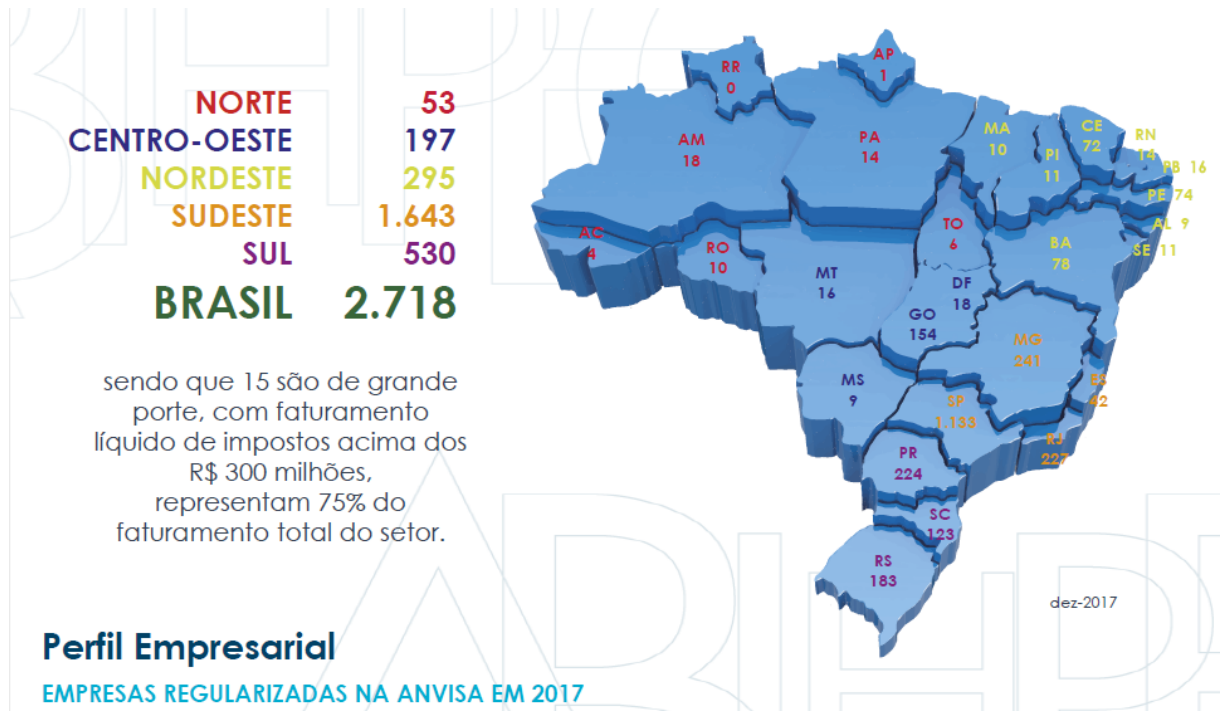 NORTE 53
CENTRO-OESTE 197
NORDESTE 295
SUDESTE 1.643
SUL 530
BRASIL 2.718
sendo que 15 são de grande
porte, com faturamento
líquido de impostos acima dos
R$ 300 milhões,
representam 75% do
faturamento total do setor.
RR
0
AP
1
AM
18
PA
14
MA
10
PI
11
CE
72
RN
14
PB 16
PE 74
AL 9
SE 11
AC
4
RO
10
TO
6
BA
78
MT
16
DF
18
GO
154
MG
241
ES
42
MS
9
SP
1.133
RJ
227
PR
224
SC
123
RS
183
dez-2017
Perfil Empresarial
EMPRESAS REGULARIZADAS NA ANVISA EM 2017